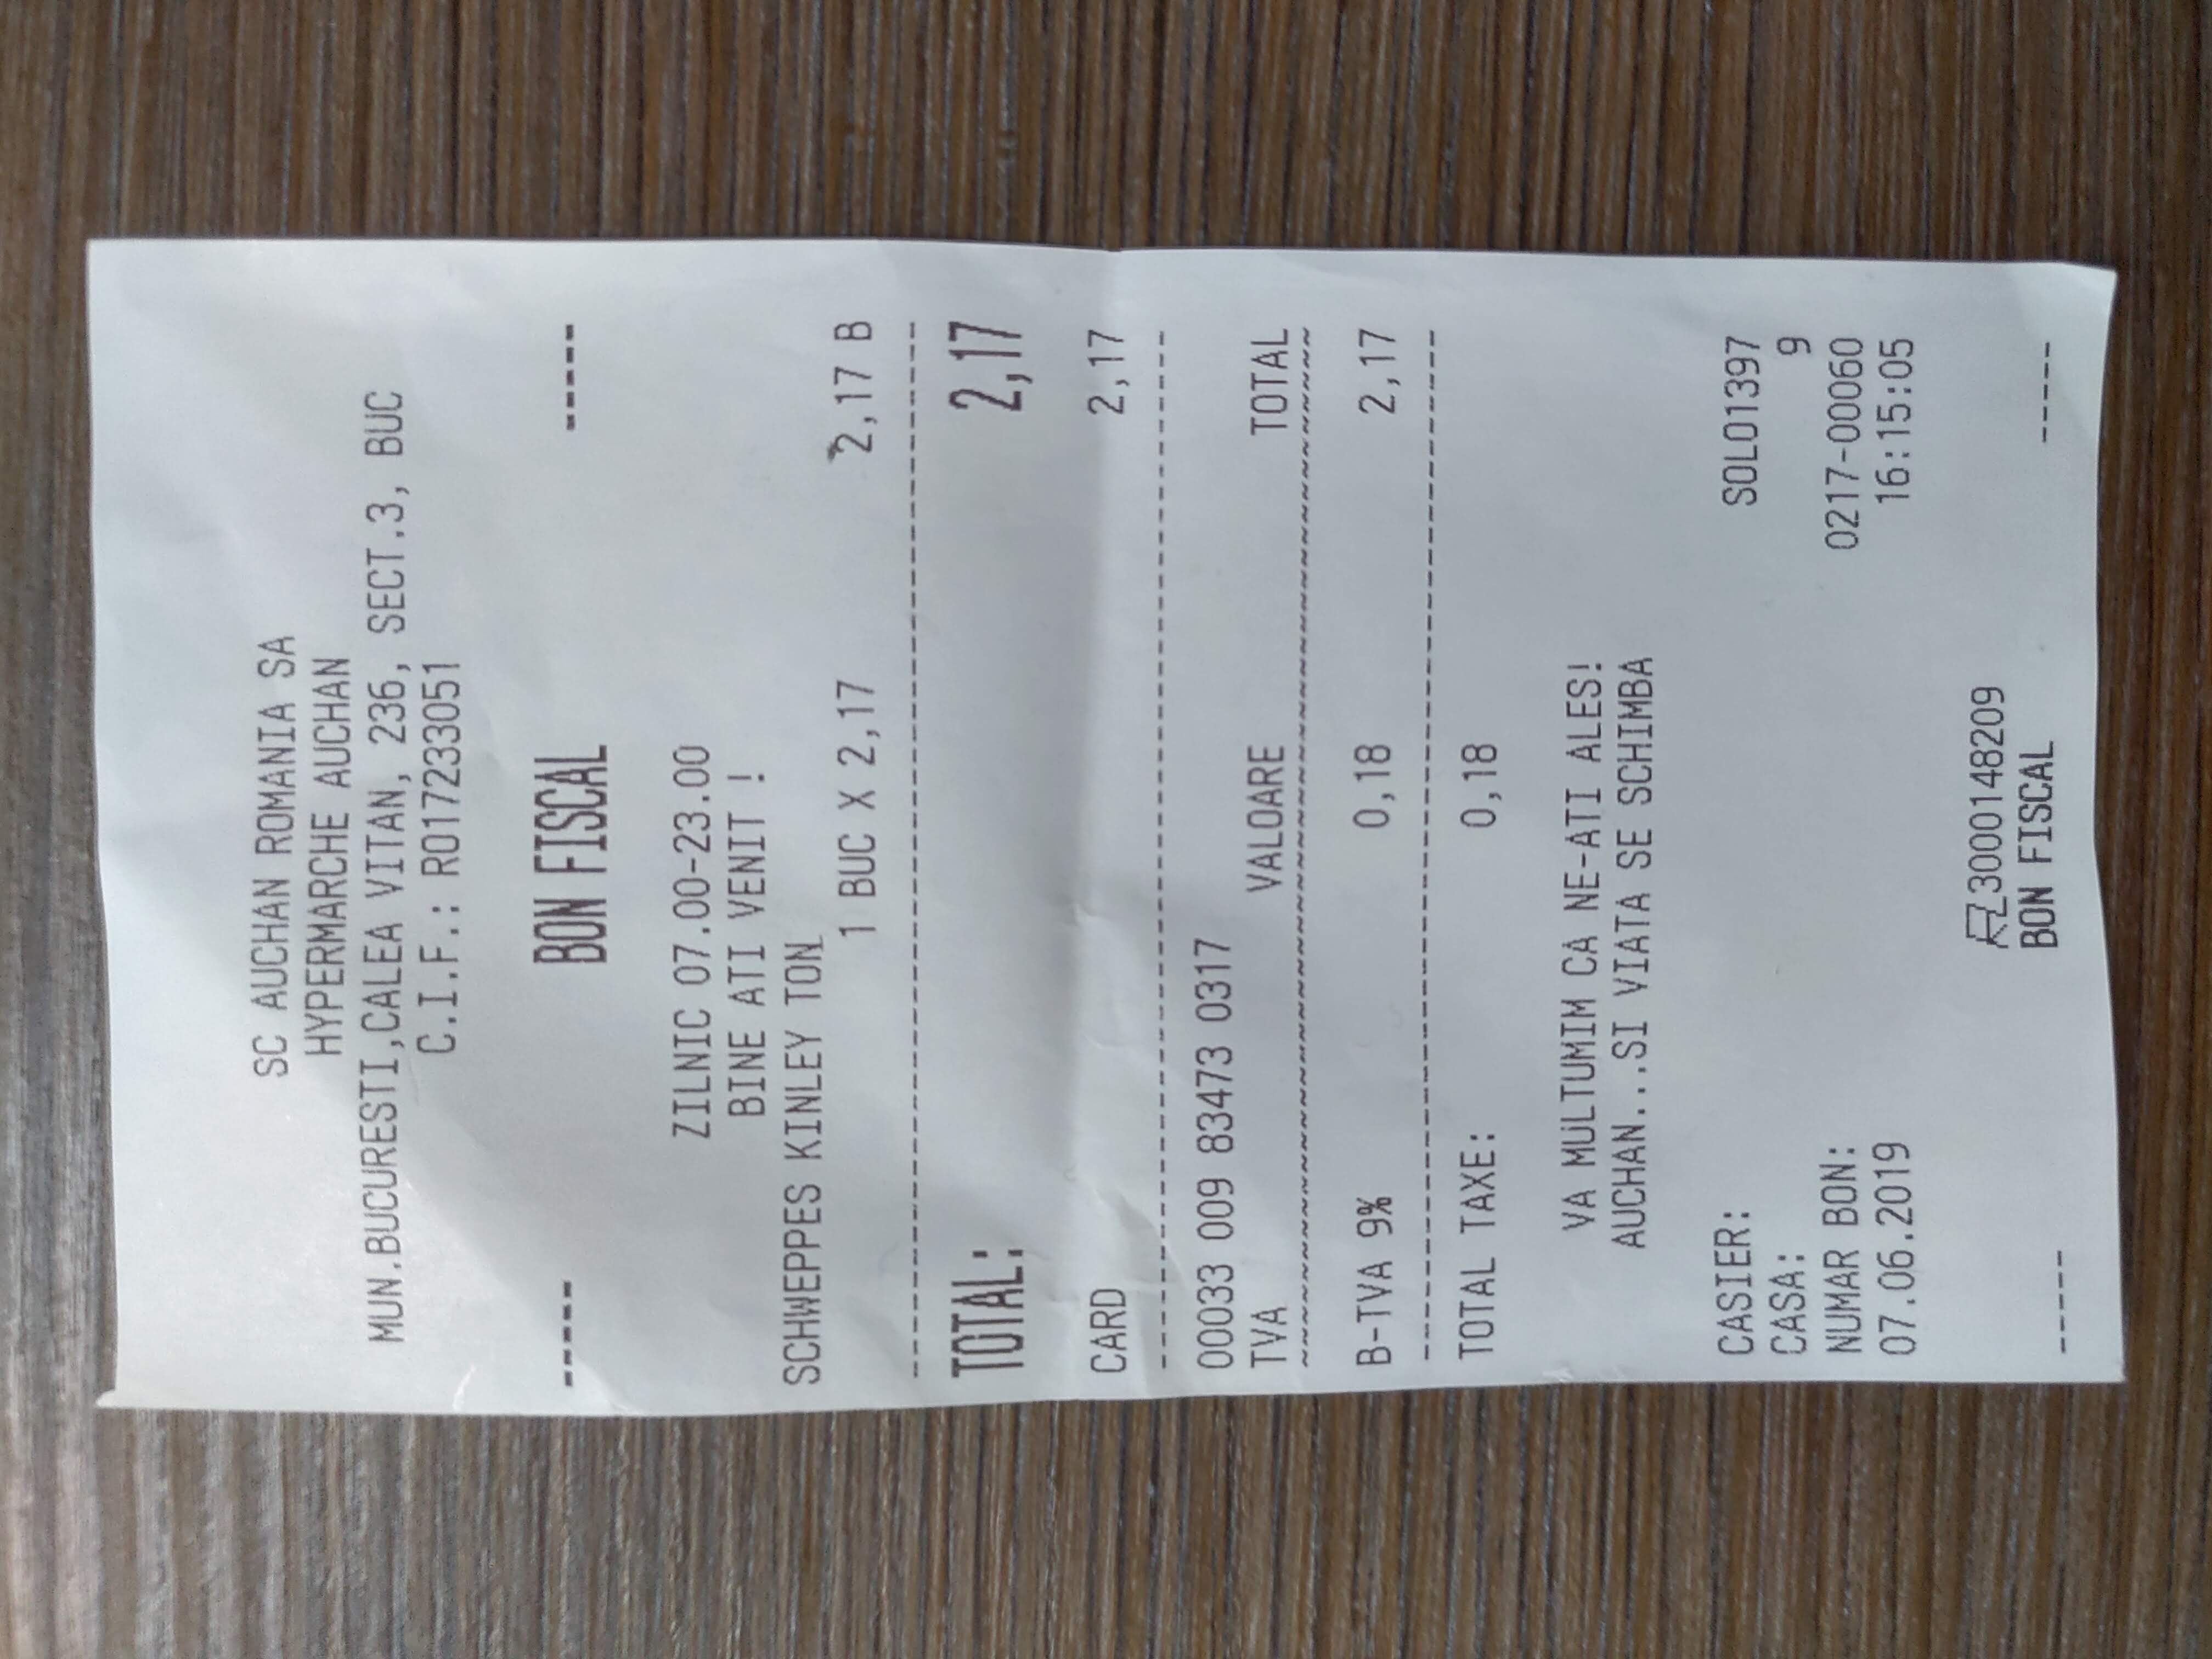 SC AUCHAN ROMANIA SA
HYPERMARCHE AUCHAN
MUN.BUCURESTI,CALEA VITAN, 236, SECT.3, BUC
C.I.F.: RO17233051
----- BON FISCAL -----
ZILNIC 07.00-23.00
BINE ATI VENIT !
SCHWEPPES KINLEY TON
1 BUC X 2,17 2,17 B
TOTAL: 2,17
CARD 2,17
00033 009 83473 0317
TVA VALOARE TOTAL
B-TVA 9% 0,18 2,17
TOTAL TAXE: 0,18
VA MULTUMIM CA NE-ATI ALES!
AUCHAN...SI VIATA SE SCHIMBA
CASIER: SOLO1397
CASA: 9
NUMAR BON: 0217-00060
07.06.2019 16:15:05
3000148209
----- BON FISCAL -----